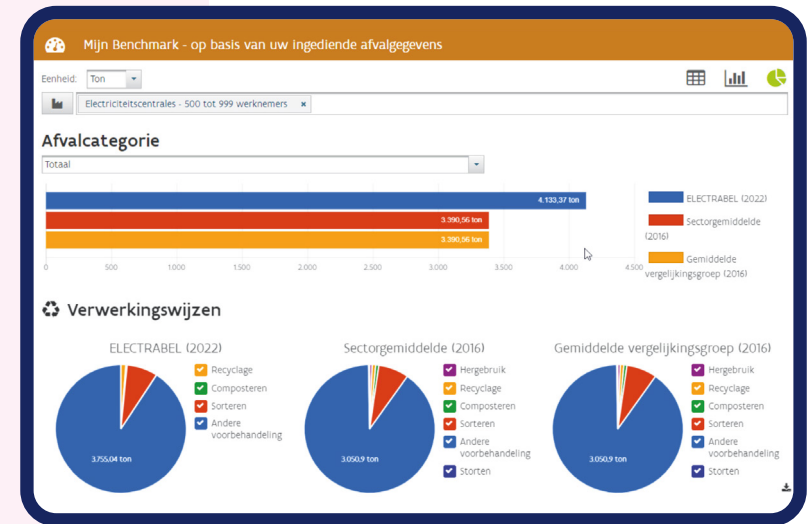 Mijn Benchmark - op basis van uw ingediende afvalgegevens
Eenheid: Ton
Electriciteitscentrales - 500 tot 999 werknemers ×
Afvalcategorie
Totaal
4.133,37 ton
3.390,56 ton
3.390,56 ton
0 500 1.000 1.500 2.000 2.500 3.000 3.500 4.000 4.500
ELECTRABEL (2022)
Sectorgemiddelde
(2016)
Gemiddelde
vergelijkingsgroep (2016)
Verwerkingswijzen
ELECTRABEL (2022)
3.755,04 ton
Recyclage
Composteren
Sorteren
Andere
voorbehandeling
Sectorgemiddelde (2016)
3.050,9 ton
Hergebruik
Recyclage
Composteren
Sorteren
Andere
voorbehandeling
Storten
Gemiddelde vergelijkingsgroep (2016)
3.050,9 ton
Hergebruik
Recyclage
Composteren
Sorteren
Andere
voorbehandeling
Storten